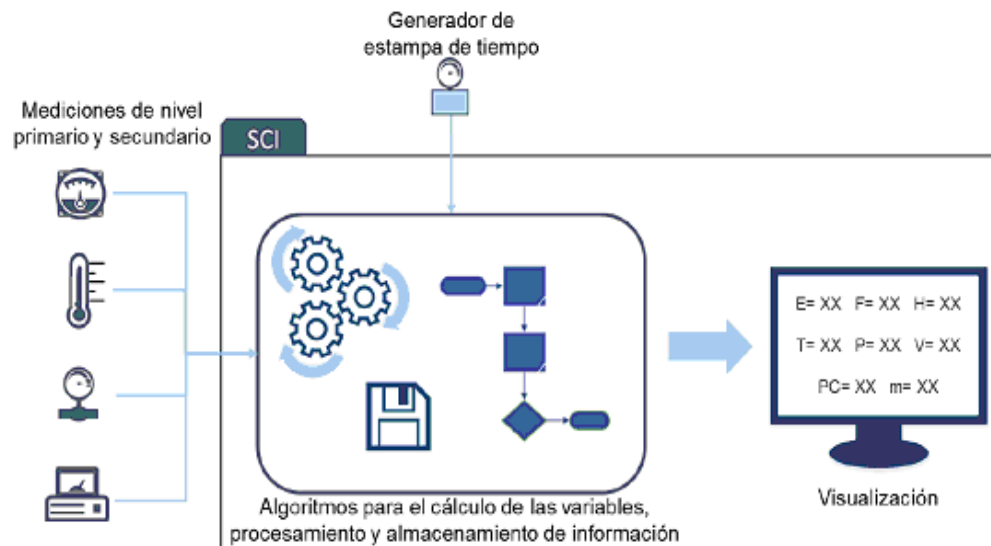 Generador de
estampa de tiempo
Mediciones de nivel
primario y secundario
SCI
E= XX F= XX H= XX
T= XX P= XX V= XX
PC= XX m= XX
Visualización
Algoritmos para el cálculo de las variables,
procesamiento y almacenamiento de información